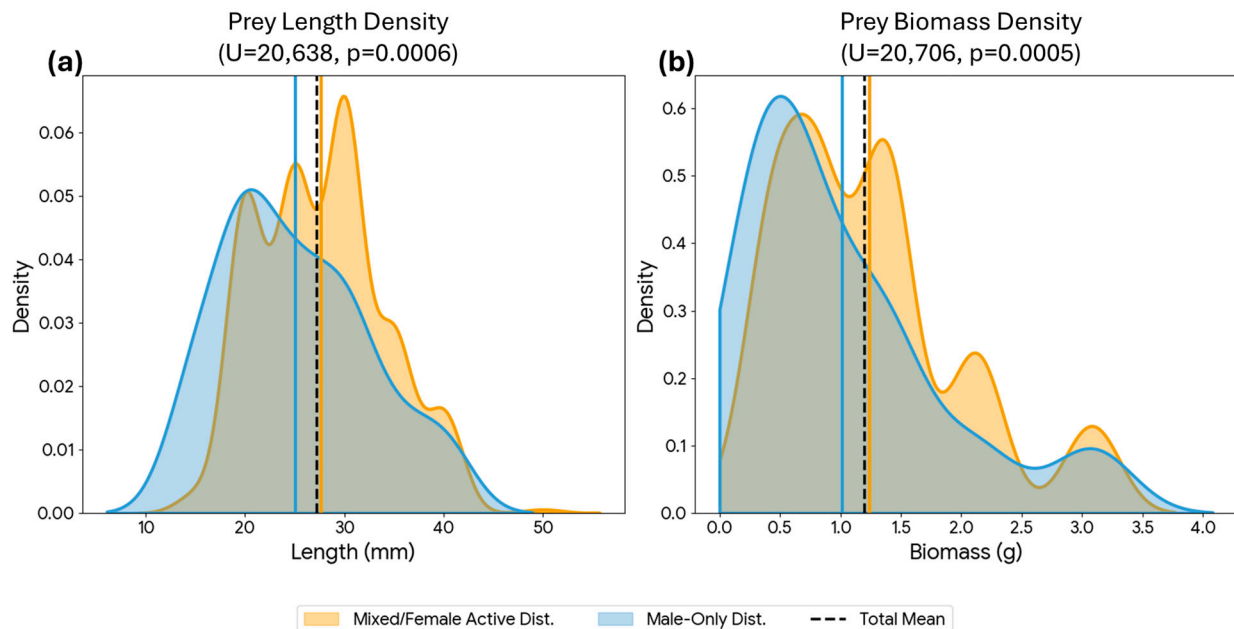 Prey Length Density
(U=20,638, p=0.0006)
(a)
0.06
0.05
0.04
0.03
0.02
0.01
0.00
Density
10 20 30 40 50
Length (mm)
Prey Biomass Density
(U=20,706, p=0.0005)
(b)
0.6
0.5
0.4
0.3
0.2
0.1
0.0
Density
0.0 0.5 1.0 1.5 2.0 2.5 3.0 3.5 4.0
Biomass (g)
Mixed/Female Active Dist. Male-Only Dist. Total Mean